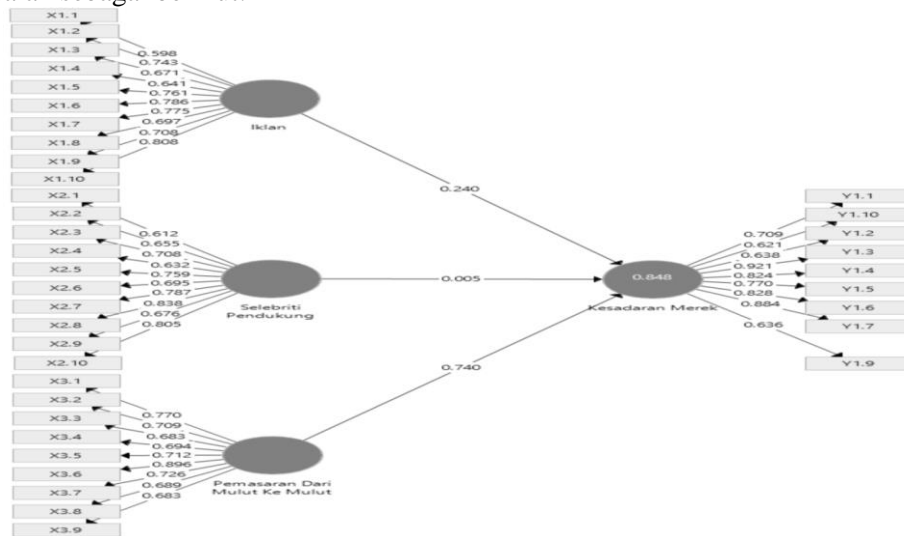 X1.1
X1.2
X1.3
X1.4
X1.5
X1.6
X1.7
X1.8
X1.9
X1.10
0.598
0.743
0.671
0.641
0.761
0.786
0.775
0.697
0.708
0.808
Iklan
0.240
X2.1
X2.2
X2.3
X2.4
X2.5
X2.6
X2.7
X2.8
X2.9
X2.10
0.612
0.655
0.708
0.632
0.759
0.695
0.787
0.838
0.676
0.805
Selebriti
Pendukung
0.005
X3.1
X3.2
X3.3
X3.4
X3.5
X3.6
X3.7
X3.8
X3.9
0.770
0.709
0.683
0.694
0.712
0.896
0.726
0.689
0.683
Pemasaran Dari
Mulut Ke Mulut
0.740
0.848
Kesadaran Merek
0.709
0.621
0.638
0.921
0.824
0.770
0.828
0.884
0.636
Y1.1
Y1.10
Y1.2
Y1.3
Y1.4
Y1.5
Y1.6
Y1.7
Y1.9